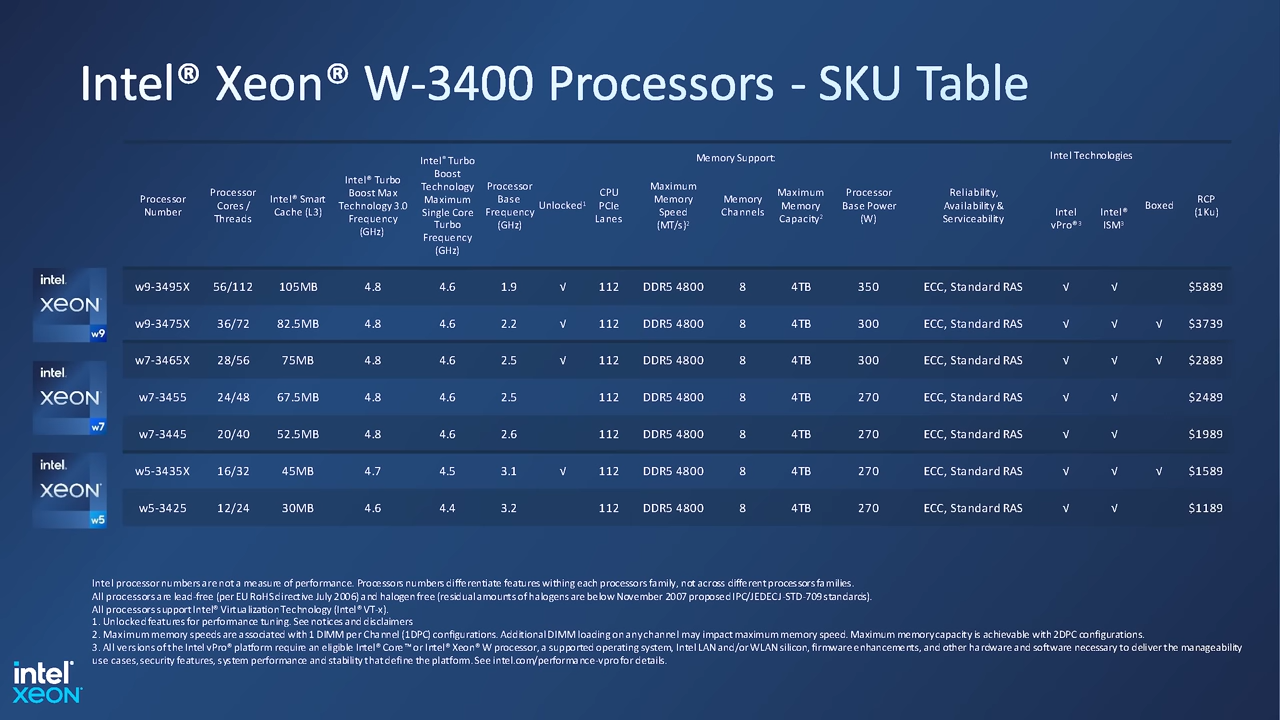 Intel® Xeon® W-3400 Processors - SKU Table
Memory Support:
Intel Technologies
Processor Number
Processor Cores / Threads
Intel® Smart Cache (L3)
Intel® Turbo Boost Max Technology 3.0 Frequency (GHz)
Intel® Turbo Boost Technology Maximum Single Core Turbo Frequency (GHz)
Processor Base Frequency (GHz)
Unlocked¹
CPU PCIe Lanes
Maximum Memory Speed (MT/s)²
Memory Channels
Maximum Memory Capacity²
Processor Base Power (W)
Reliability, Availability & Serviceability
Intel vPro®³
Intel® ISM³
Boxed
RCP (1Ku)
intel. xeon w9
w9-3495X 56/112 105MB 4.8 4.6 1.9 √ 112 DDR5 4800 8 4TB 350 ECC, Standard RAS √ √ $5889
w9-3475X 36/72 82.5MB 4.8 4.6 2.2 √ 112 DDR5 4800 8 4TB 300 ECC, Standard RAS √ √ √ $3739
intel. xeon w7
w7-3465X 28/56 75MB 4.8 4.6 2.5 √ 112 DDR5 4800 8 4TB 300 ECC, Standard RAS √ √ √ $2889
w7-3455 24/48 67.5MB 4.8 4.6 2.5 112 DDR5 4800 8 4TB 270 ECC, Standard RAS √ √ $2489
w7-3445 20/40 52.5MB 4.8 4.6 2.6 112 DDR5 4800 8 4TB 270 ECC, Standard RAS √ √ $1989
intel. xeon w5
w5-3435X 16/32 45MB 4.7 4.5 3.1 √ 112 DDR5 4800 8 4TB 270 ECC, Standard RAS √ √ √ $1589
w5-3425 12/24 30MB 4.6 4.4 3.2 112 DDR5 4800 8 4TB 270 ECC, Standard RAS √ √ $1189
Intel processor numbers are not a measure of performance. Processors numbers differentiate features withing each processors family, not across different processors families.
All processors are lead-free (per EU RoHS directive July 2006) and halogen free (residual amounts of halogens are below November 2007 proposed IPC/JEDEC J-STD-709 standards).
All processors support Intel® Virtualization Technology (Intel® VT-x).
1. Unlocked features for performance tuning. See notices and disclaimers
2. Maximum memory speeds are associated with 1 DIMM per Channel (1DPC) configurations. Additional DIMM loading on any channel may impact maximum memory speed. Maximum memory capacity is achievable with 2DPC configurations.
3. All versions of the Intel vPro® platform require an eligible Intel® Core™ or Intel® Xeon® W processor, a supported operating system, Intel LAN and/or WLAN silicon, firmware enhancements, and other hardware and software necessary to deliver the manageability
use cases, security features, system performance and stability that define the platform. See intel.com/performance-vpro for details.
intel.
xeon